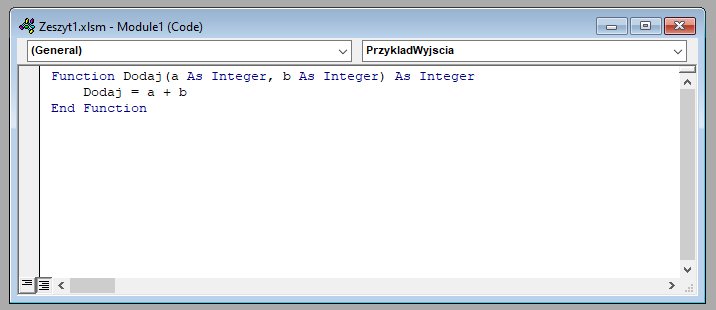 Zeszyt1.xlsm - Module1 (Code)
(General) PrzykladWyjscia
Function Dodaj(a As Integer, b As Integer) As Integer
    Dodaj = a + b
End Function